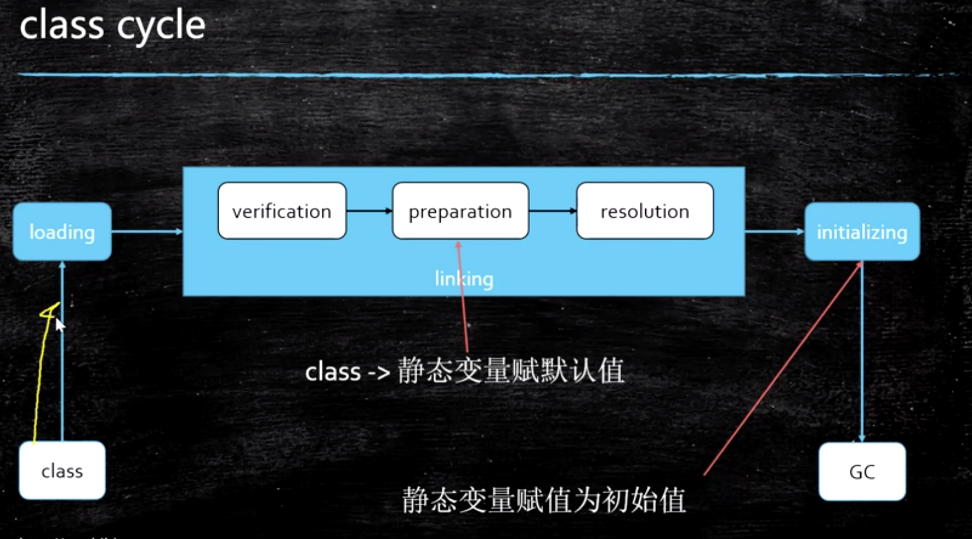 class cycle
verification
preparation
resolution
loading
initializing
linking
class -> 静态变量赋默认值
class
GC
静态变量赋值为初始值